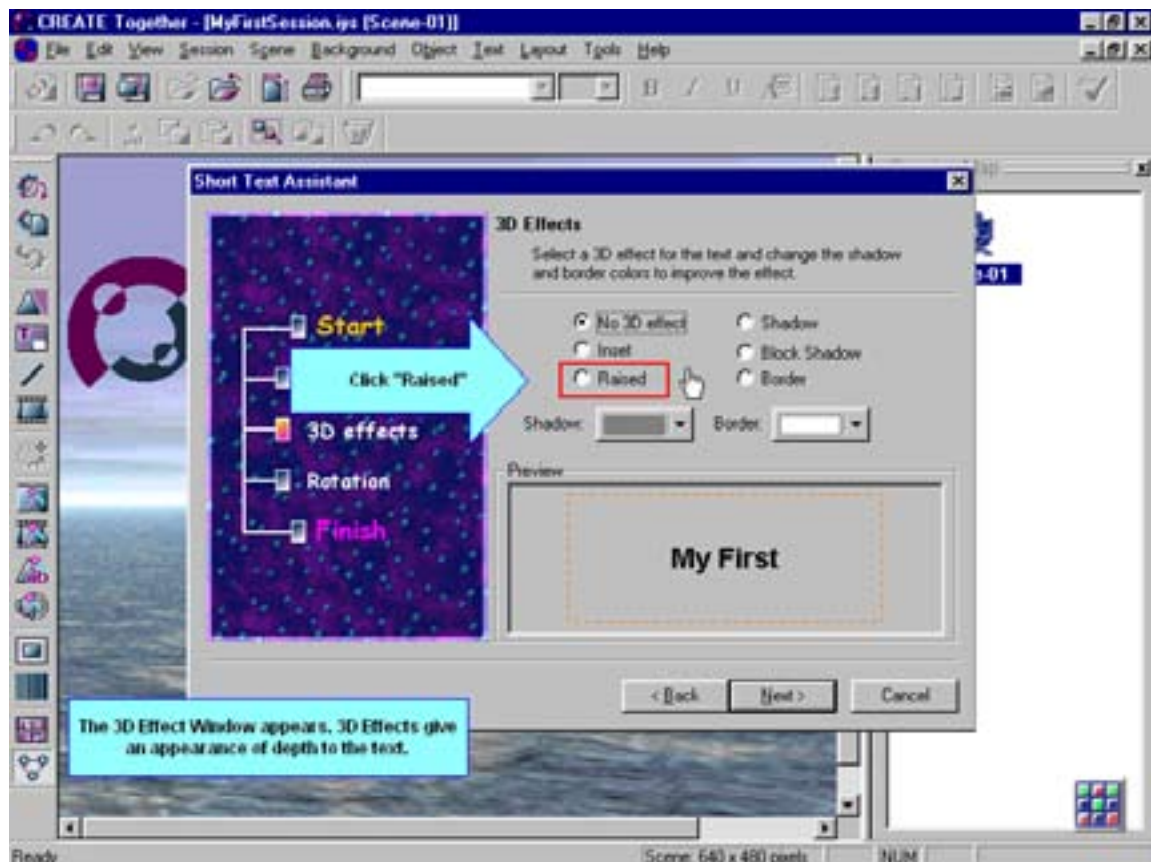 CREATE Together - [MyFirstSession.iys (Scene-01)]
File Edit View Session Scene Background Object Text Layout Tools Help
B I U
Short Text Assistant
3D Effects
Select a 3D effect for the text and change the shadow
and border colors to improve the effect.
Start
Click "Raised"
3D effects
Rotation
Finish
No 3D effect
Shadow
Inset
Block Shadow
Raised
Border
Shadow:
Border:
Preview
My First
< Back
Next >
Cancel
The 3D Effect Window appears. 3D Effects give
an appearance of depth to the text.
-01
Ready
Scene: 640 x 480 pixels
NUM